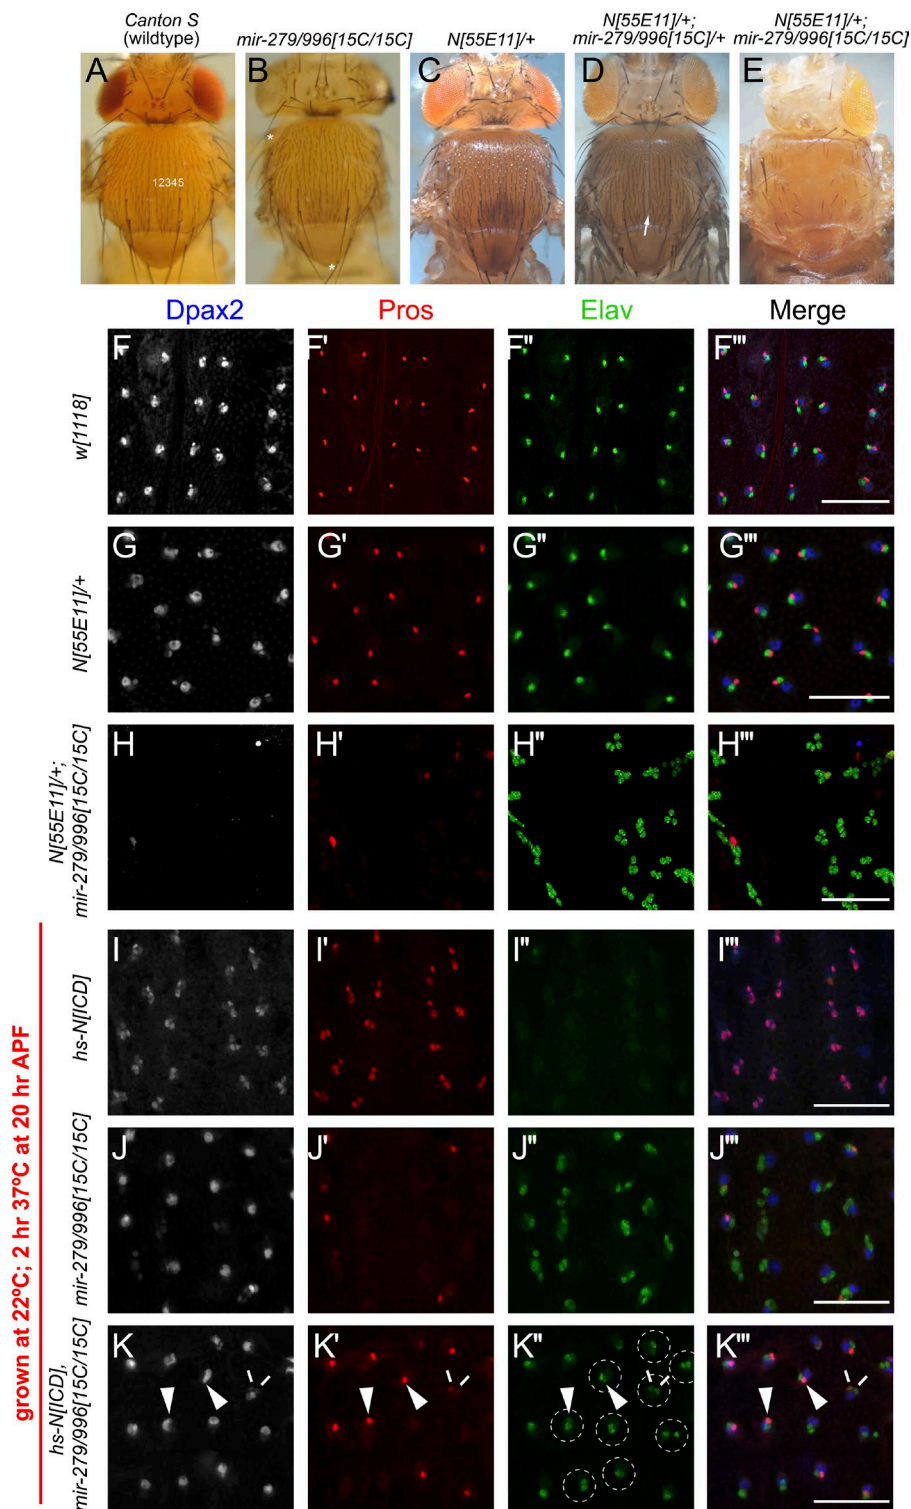 Canton S
(wildtype)
mir-279/996[15C/15C]
N[55E11]/+
N[55E11]/+;
mir-279/996[15C]/+
N[55E11]/+;
mir-279/996[15C/15C]
A
B
C
D
E
12345
*
*
*
Dpax2
Pros
Elav
Merge
w[1118]
F
F'
F"
F'"
N[55E11]/+
G
G'
G"
G'"
N[55E11]/+;
mir-279/996[15C/15C]
H
H'
H"
H'"
grown at 22ºC; 2 hr 37ºC at 20 hr APF
hs-N[ICD]
I
I'
I"
I'"
mir-279/996[15C/15C]
J
J'
J"
J'"
hs-N[ICD],
mir-279/996[15C/15C]
K
K'
K"
K'"